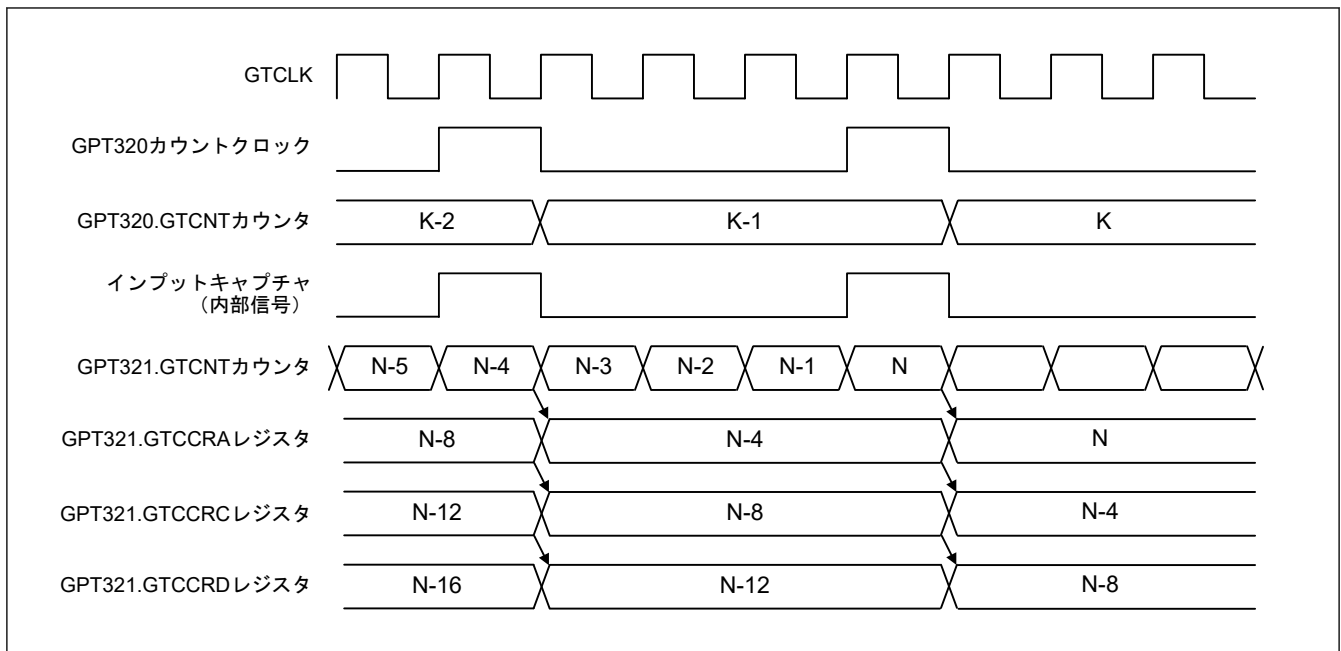 GTCLK
GPT320カウントクロック
GPT320.GTCNTカウンタ
K-2
K-1
K
インプットキャプチャ
（内部信号）
GPT321.GTCNTカウンタ
N-5
N-4
N-3
N-2
N-1
N
GPT321.GTCCRAレジスタ
N-8
N-4
N
GPT321.GTCCRCレジスタ
N-12
N-8
N-4
GPT321.GTCCRDレジスタ
N-16
N-12
N-8